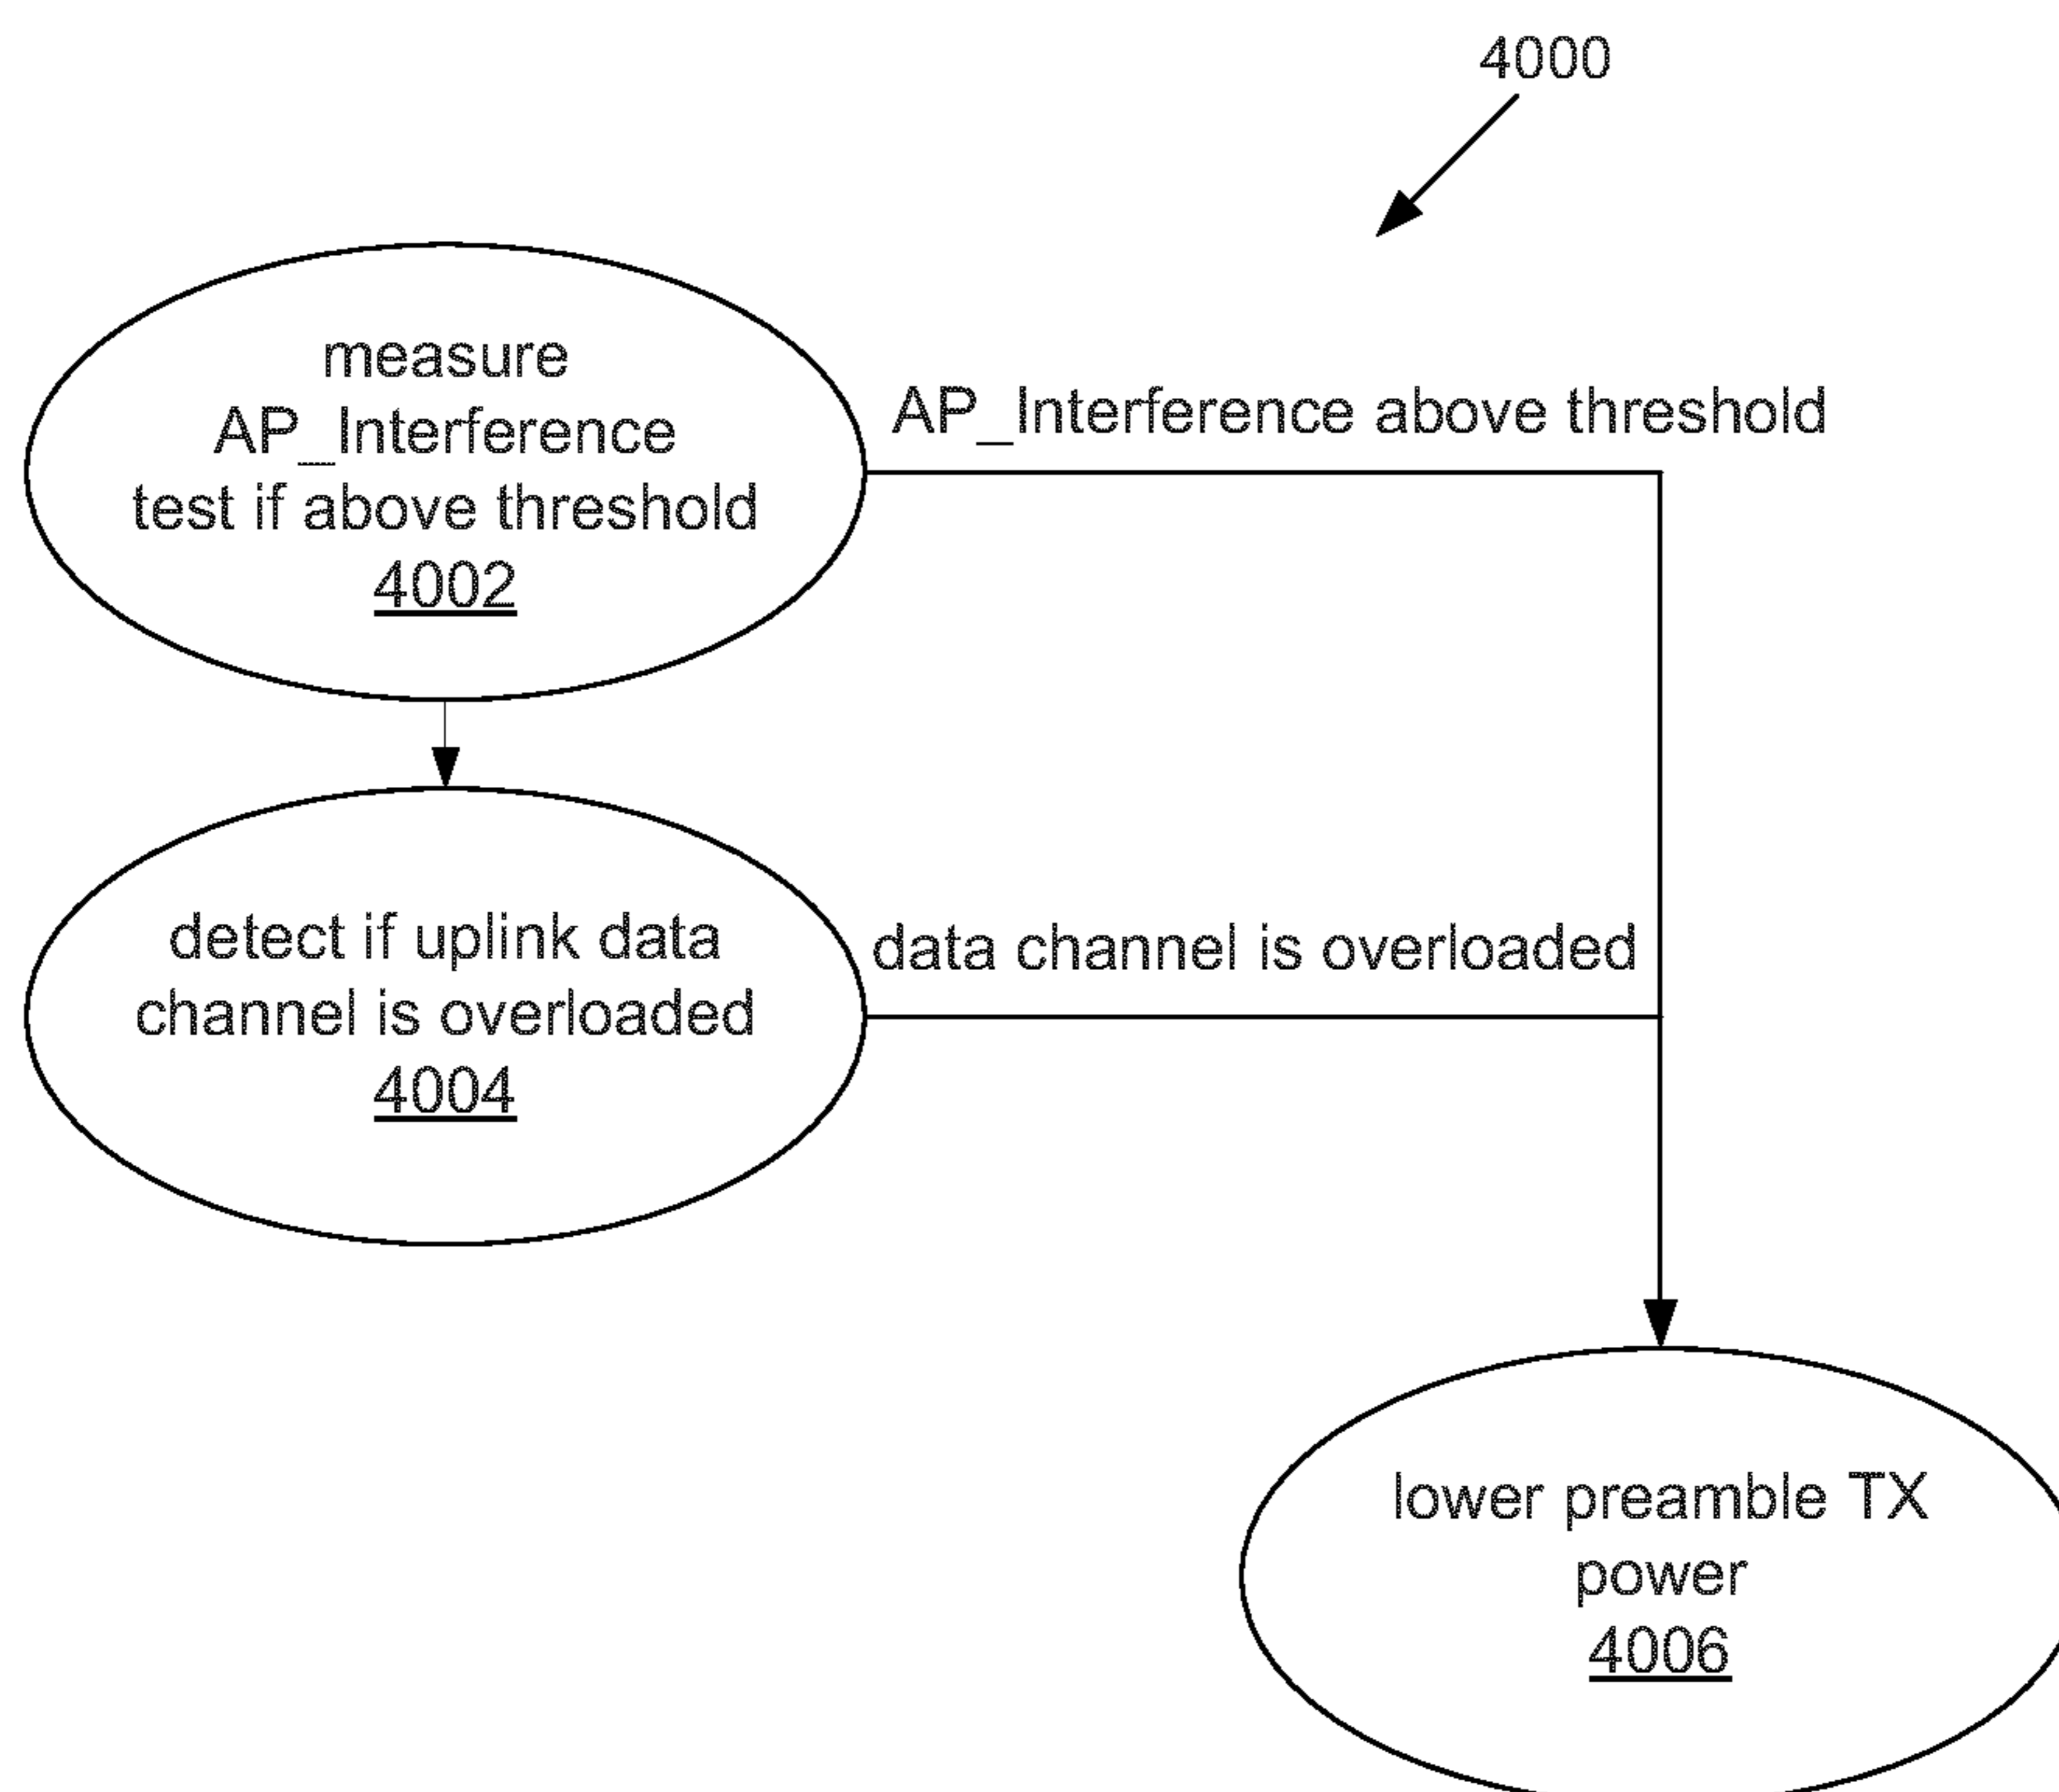 4000
measure
AP_Interference
test if above threshold
4002
AP_Interference above threshold
detect if uplink data
channel is overloaded
4004
data channel is overloaded
lower preamble TX
power
4006